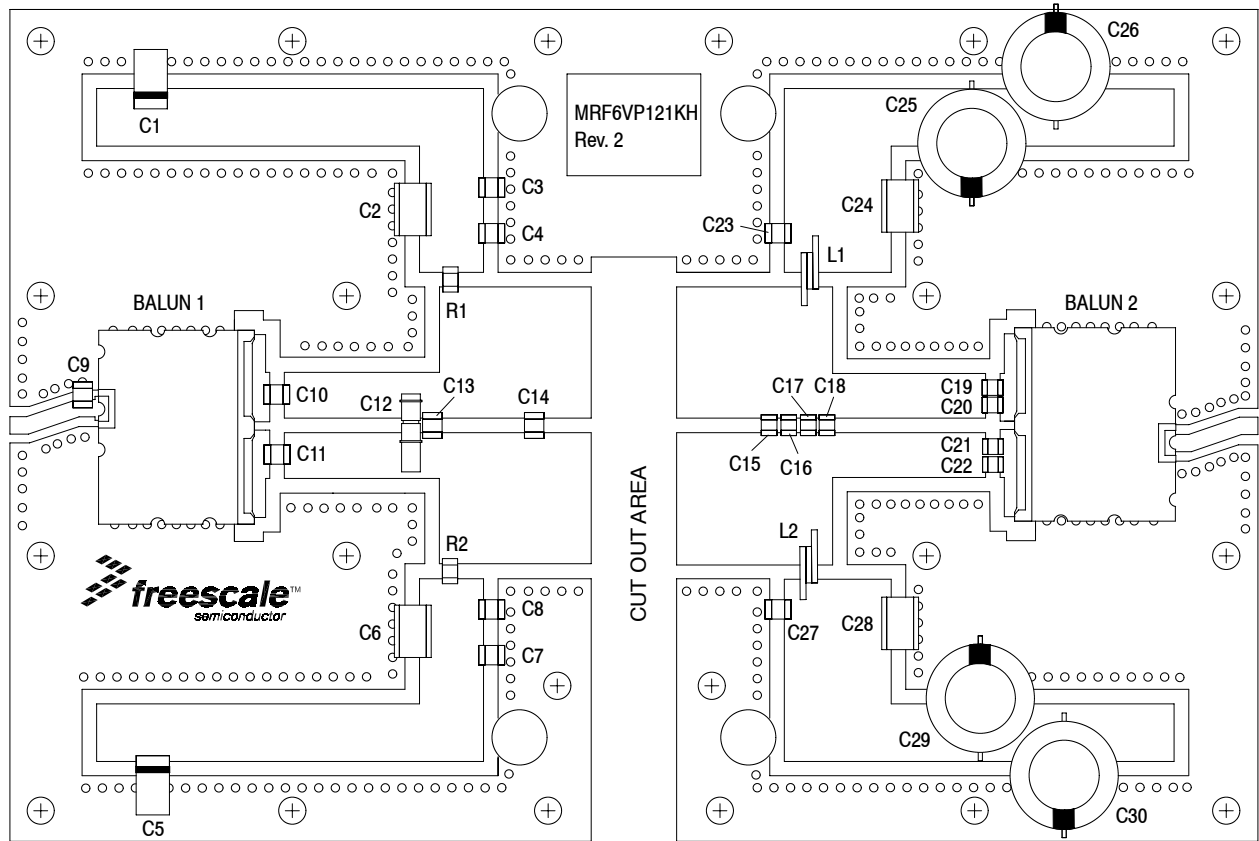 C26
C25
MRF6VP121KH
Rev. 2
C1
C3
C2
C24
C23
C4
L1
R1
BALUN 1
BALUN 2
C9
C10
C12
C13
C14
C17
C18
C19
C20
C11
C15
C16
C21
C22
CUT OUT AREA
L2
R2
freescale™
semiconductor
C8
C6
C27
C28
C7
C29
C5
C30